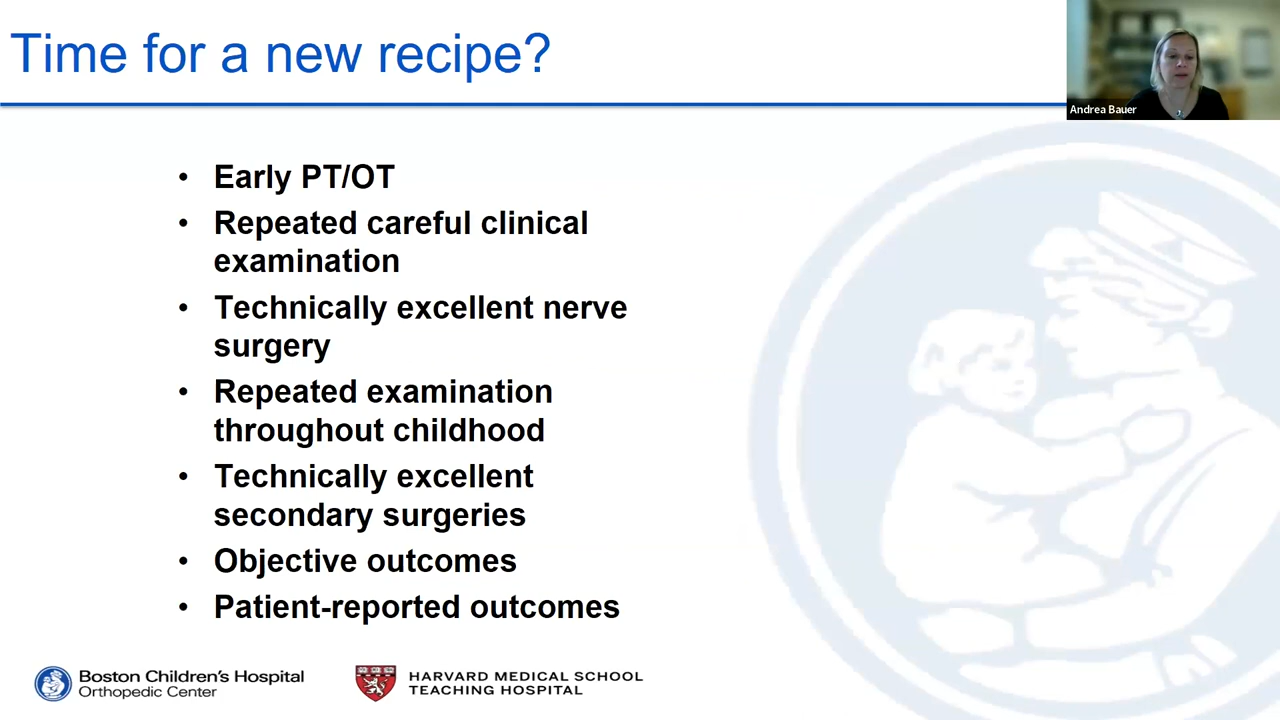 Time for a new recipe?
Andrea Bauer
• Early PT/OT
• Repeated careful clinical
examination
• Technically excellent nerve
surgery
• Repeated examination
throughout childhood
• Technically excellent
secondary surgeries
• Objective outcomes
• Patient-reported outcomes
Boston Children's Hospital
Orthopedic Center
HARVARD MEDICAL SCHOOL
TEACHING HOSPITAL